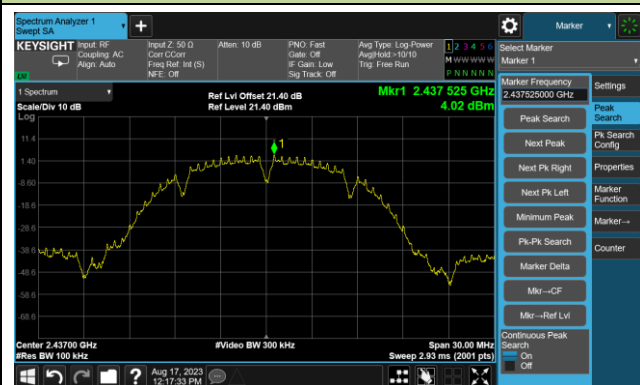 Spectrum Analyzer 1
Swept SA
Marker
KEYSIGHT
Input: RF
Coupling: AC
Align: Auto
Input Z: 50 Ω
Corr CCorr
Freq Ref: Int (S)
NFE: Off
Atten: 10 dB
PNO: Fast
Gate: Off
IF Gain: Low
Sig Track: Off
Avg Type: Log-Power
Avg|Hold:>10/10
Trig: Free Run
1 2 3 4 5 6
M W W W W W
P N N N N N
LXI
Select Marker
Marker 1
1 Spectrum
Scale/Div 10 dB
Ref Lvl Offset 21.40 dB
Ref Level 21.40 dBm
Mkr1 2.437 525 GHz
4.02 dBm
Log
11.4
1.40
-8.60
-18.6
-28.6
-38.6
-48.6
-58.6
-68.6
1
Center 2.43700 GHz
#Res BW 100 kHz
#Video BW 300 kHz
Span 30.00 MHz
Sweep 2.93 ms (2001 pts)
Marker Frequency
2.437525000 GHz
Peak Search
Next Peak
Next Pk Right
Next Pk Left
Minimum Peak
Pk-Pk Search
Marker Delta
Mkr→CF
Mkr→Ref Lvl
Continuous Peak
Search
On
Off
Settings
Peak
Search
Pk Search
Config
Properties
Marker
Function
Marker→
Counter
Aug 17, 2023
12:17:33 PM